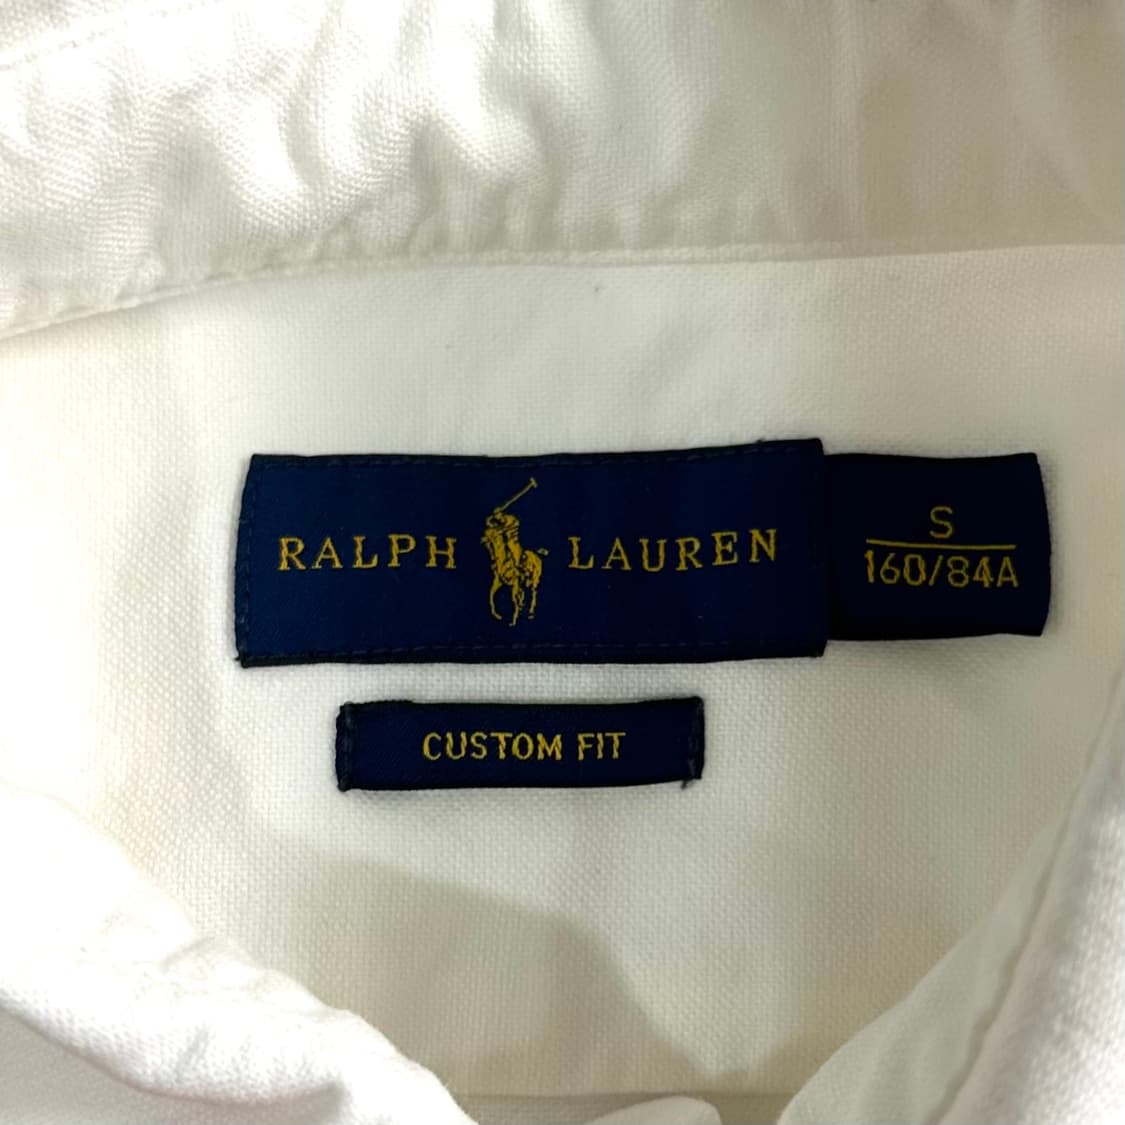 RALPH LAUREN
S
160/84A
CUSTOM FIT